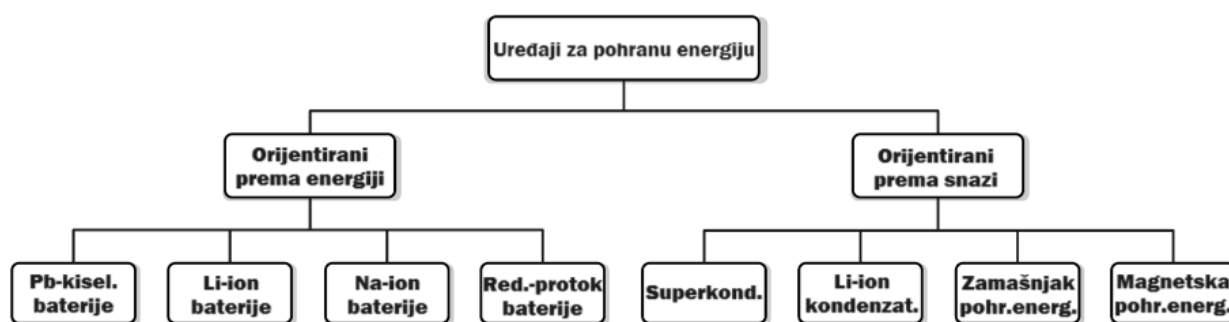 Uređaji za pohranu energiju
Orijentirani
prema energiji
Orijentirani
prema snazi
Pb-kisel.
baterije
Li-ion
baterije
Na-ion
baterije
Red.-protok
baterije
Superkond.
Li-ion
kondenzat.
Zamašnjak
pohr.energ.
Magnetska
pohr.energ.